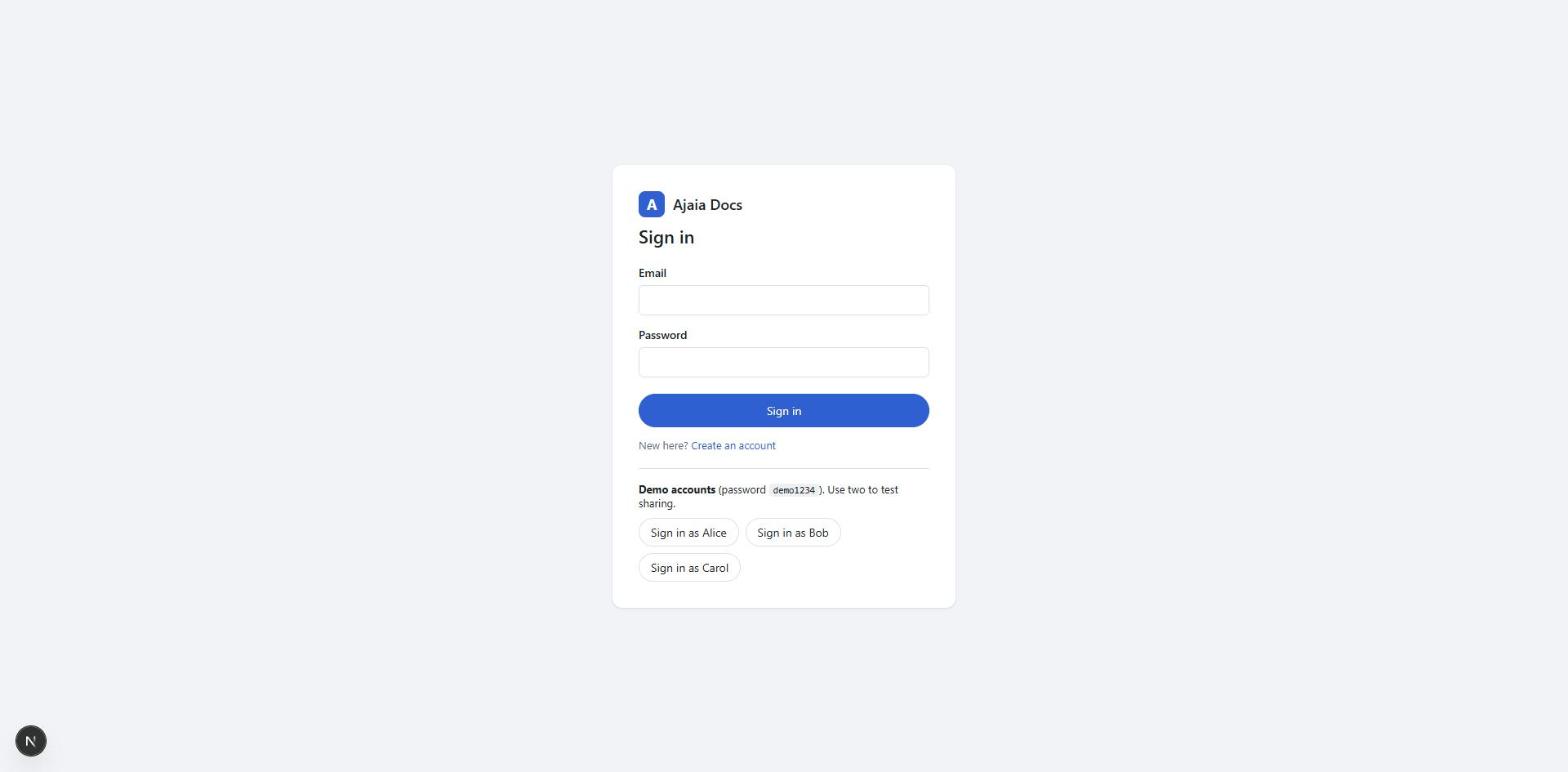 A Ajaia Docs
Sign in
Email
Password
Sign in
New here? Create an account
Demo accounts (password demo1234 ). Use two to test
sharing.
Sign in as Alice Sign in as Bob
Sign in as Carol
N